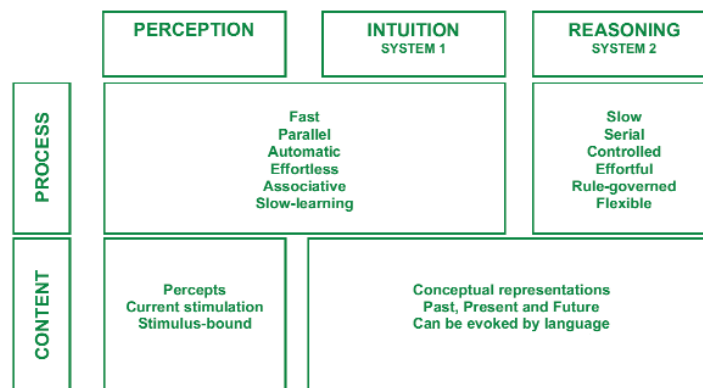 PERCEPTION
INTUITION
SYSTEM 1
REASONING
SYSTEM 2
PROCESS
Fast
Parallel
Automatic
Effortless
Associative
Slow-learning
Slow
Serial
Controlled
Effortful
Rule-governed
Flexible
CONTENT
Percepts
Current stimulation
Stimulus-bound
Conceptual representations
Past, Present and Future
Can be evoked by language